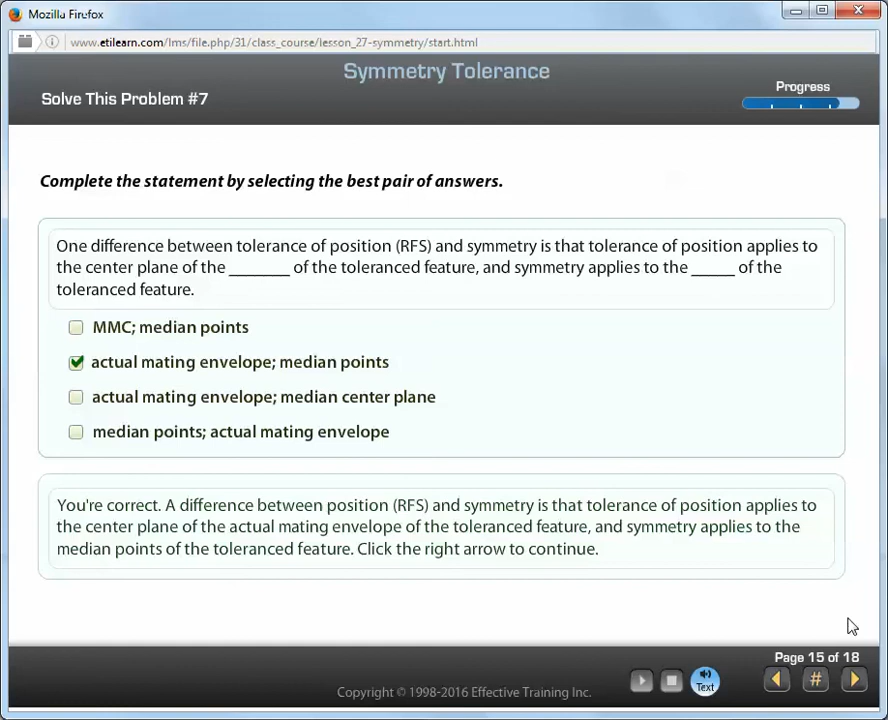 Mozilla Firefox
www.etilearn.com/lms/file.php/31/class_course/lesson_27-symmetry/start.html
Symmetry Tolerance
Solve This Problem #7
Progress
Complete the statement by selecting the best pair of answers.
One difference between tolerance of position (RFS) and symmetry is that tolerance of position applies to
the center plane of the _______ of the toleranced feature, and symmetry applies to the _____ of the
toleranced feature.
MMC; median points
actual mating envelope; median points
actual mating envelope; median center plane
median points; actual mating envelope
You're correct. A difference between position (RFS) and symmetry is that tolerance of position applies to
the center plane of the actual mating envelope of the toleranced feature, and symmetry applies to the
median points of the toleranced feature. Click the right arrow to continue.
Page 15 of 18
Text
#
Copyright © 1998-2016 Effective Training Inc.